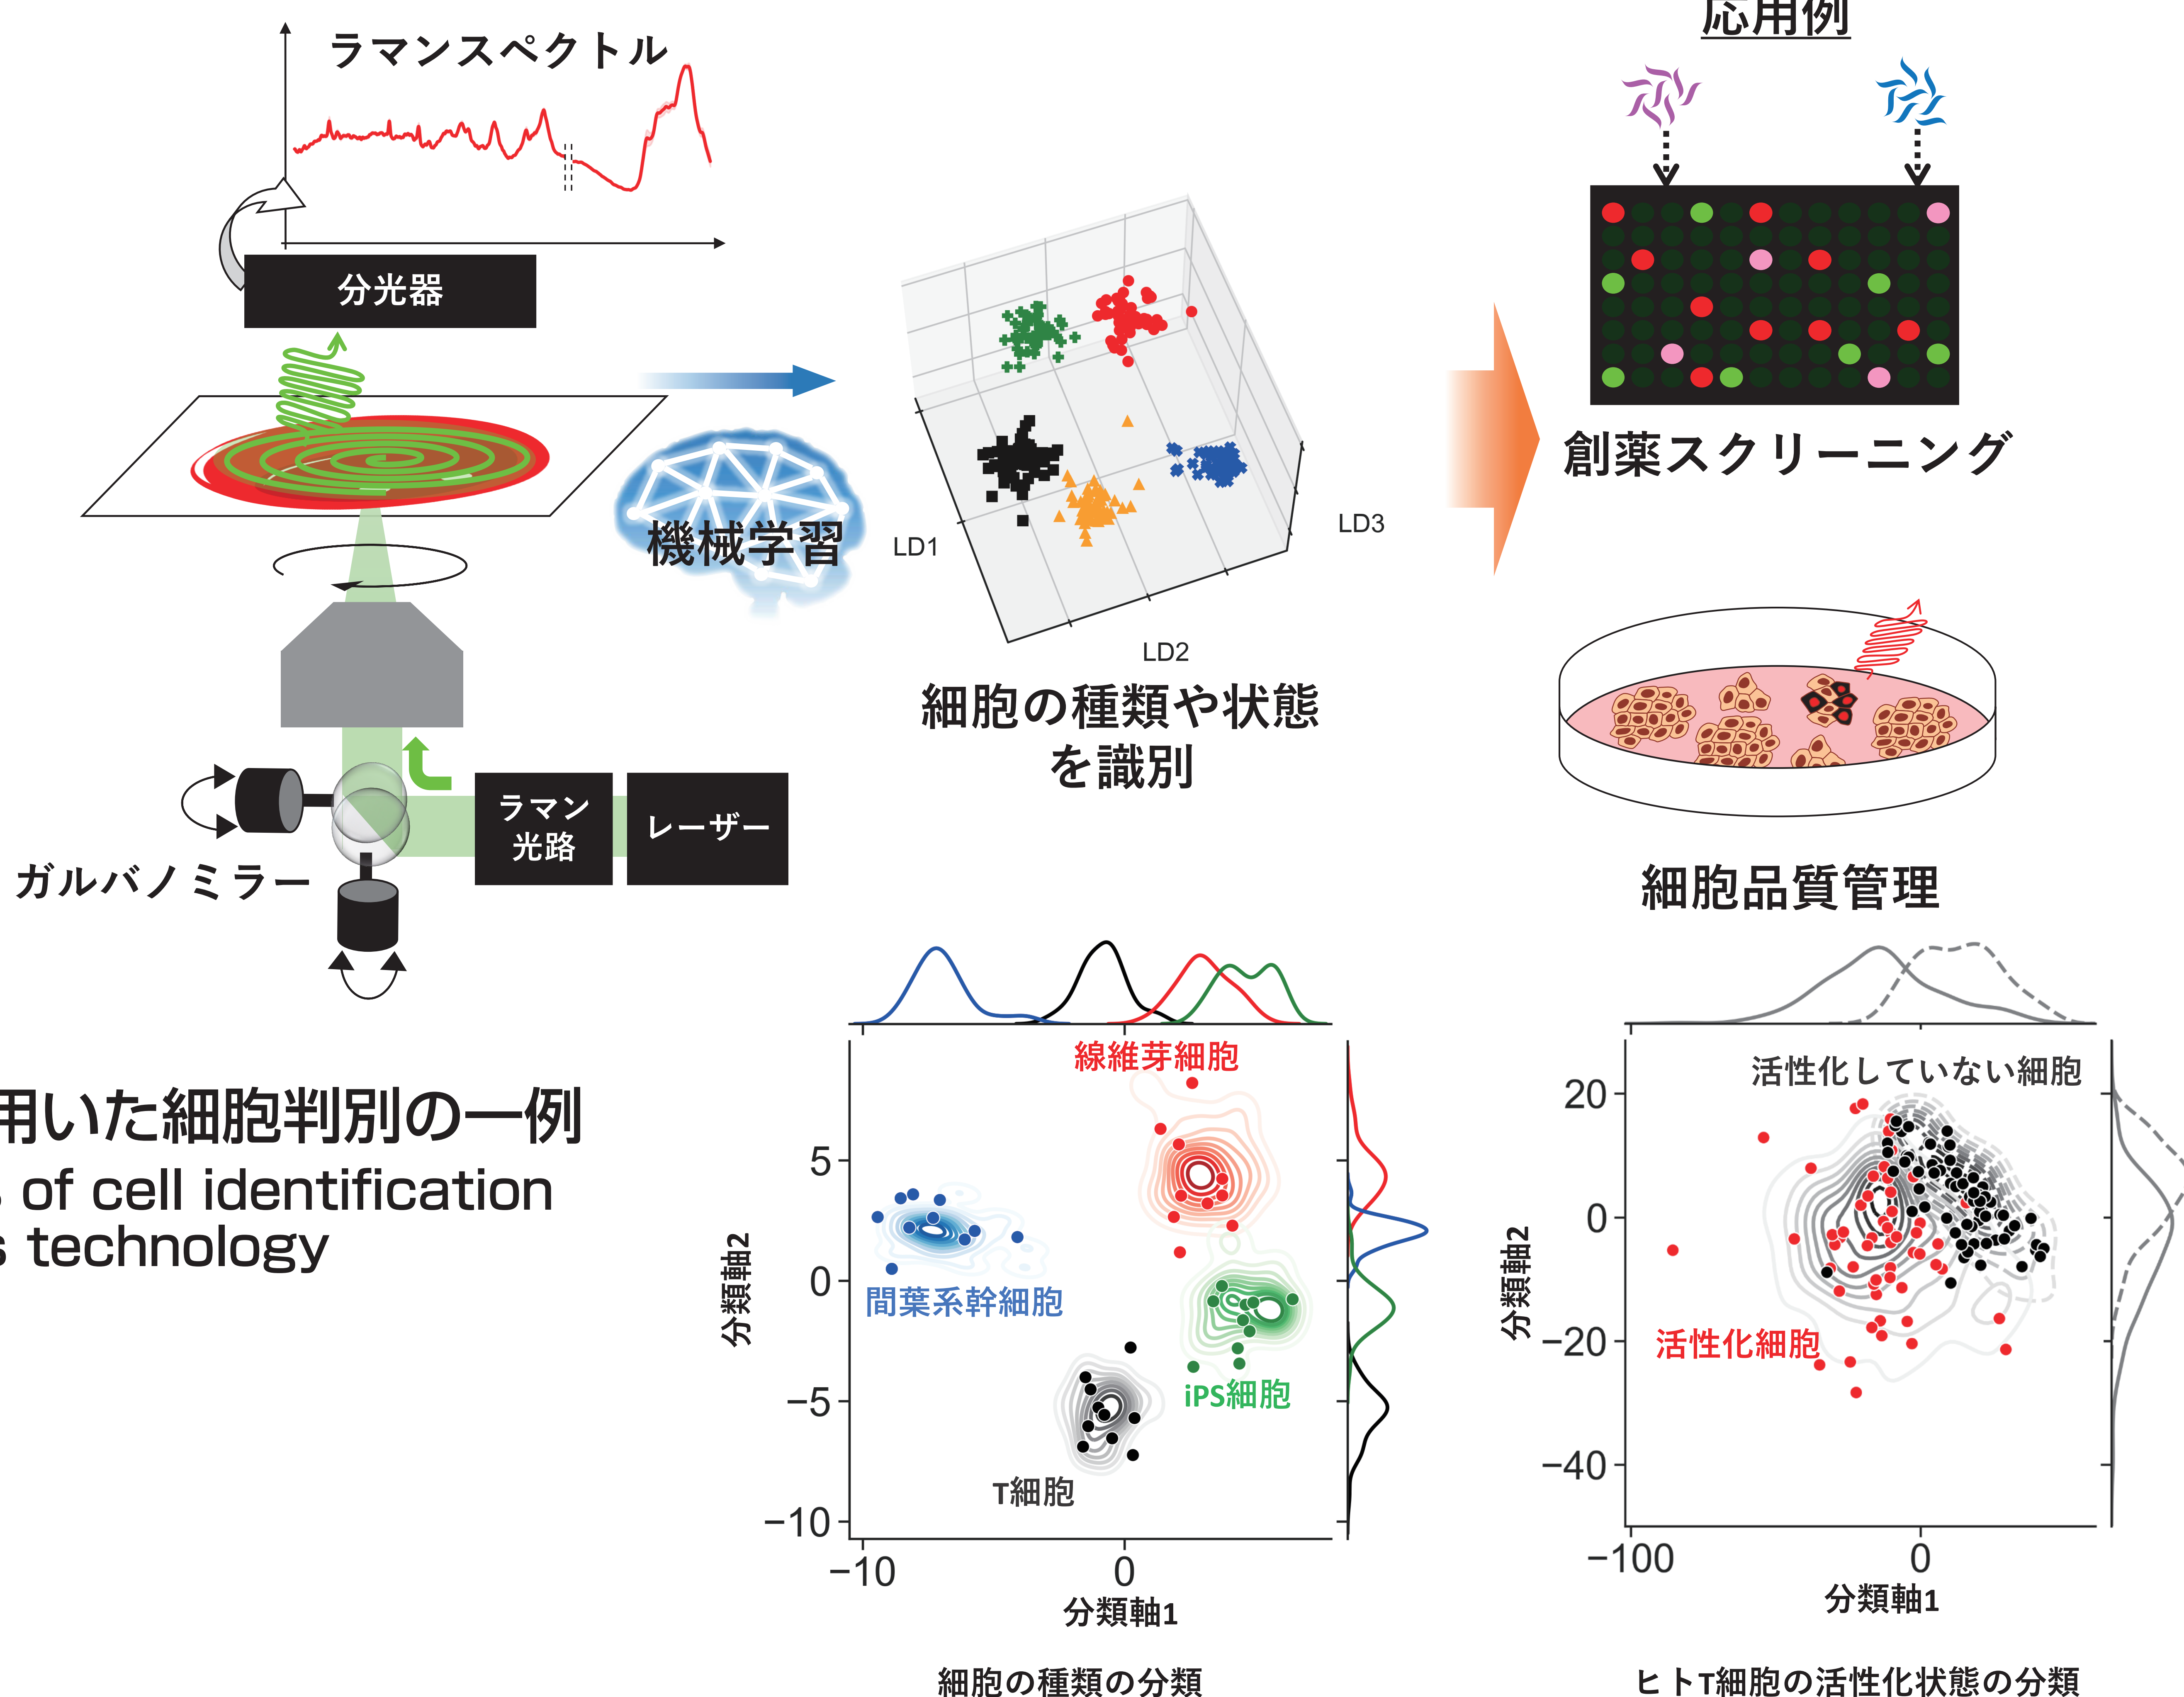 ラマンスペクトル
分光器
機械学習
ラマン
光路
レーザー
ガルバノミラー
LD1
LD2
LD3
細胞の種類や状態
を識別
応用例
創薬スクリーニング
細胞品質管理
用いた細胞判別の一例
of cell identification
technology
線維芽細胞
間葉系幹細胞
iPS細胞
T細胞
分類軸2
5
0
−5
−10
−10
0
分類軸1
細胞の種類の分類
活性化していない細胞
活性化細胞
分類軸2
20
0
−20
−40
−100
0
分類軸1
ヒトT細胞の活性化状態の分類